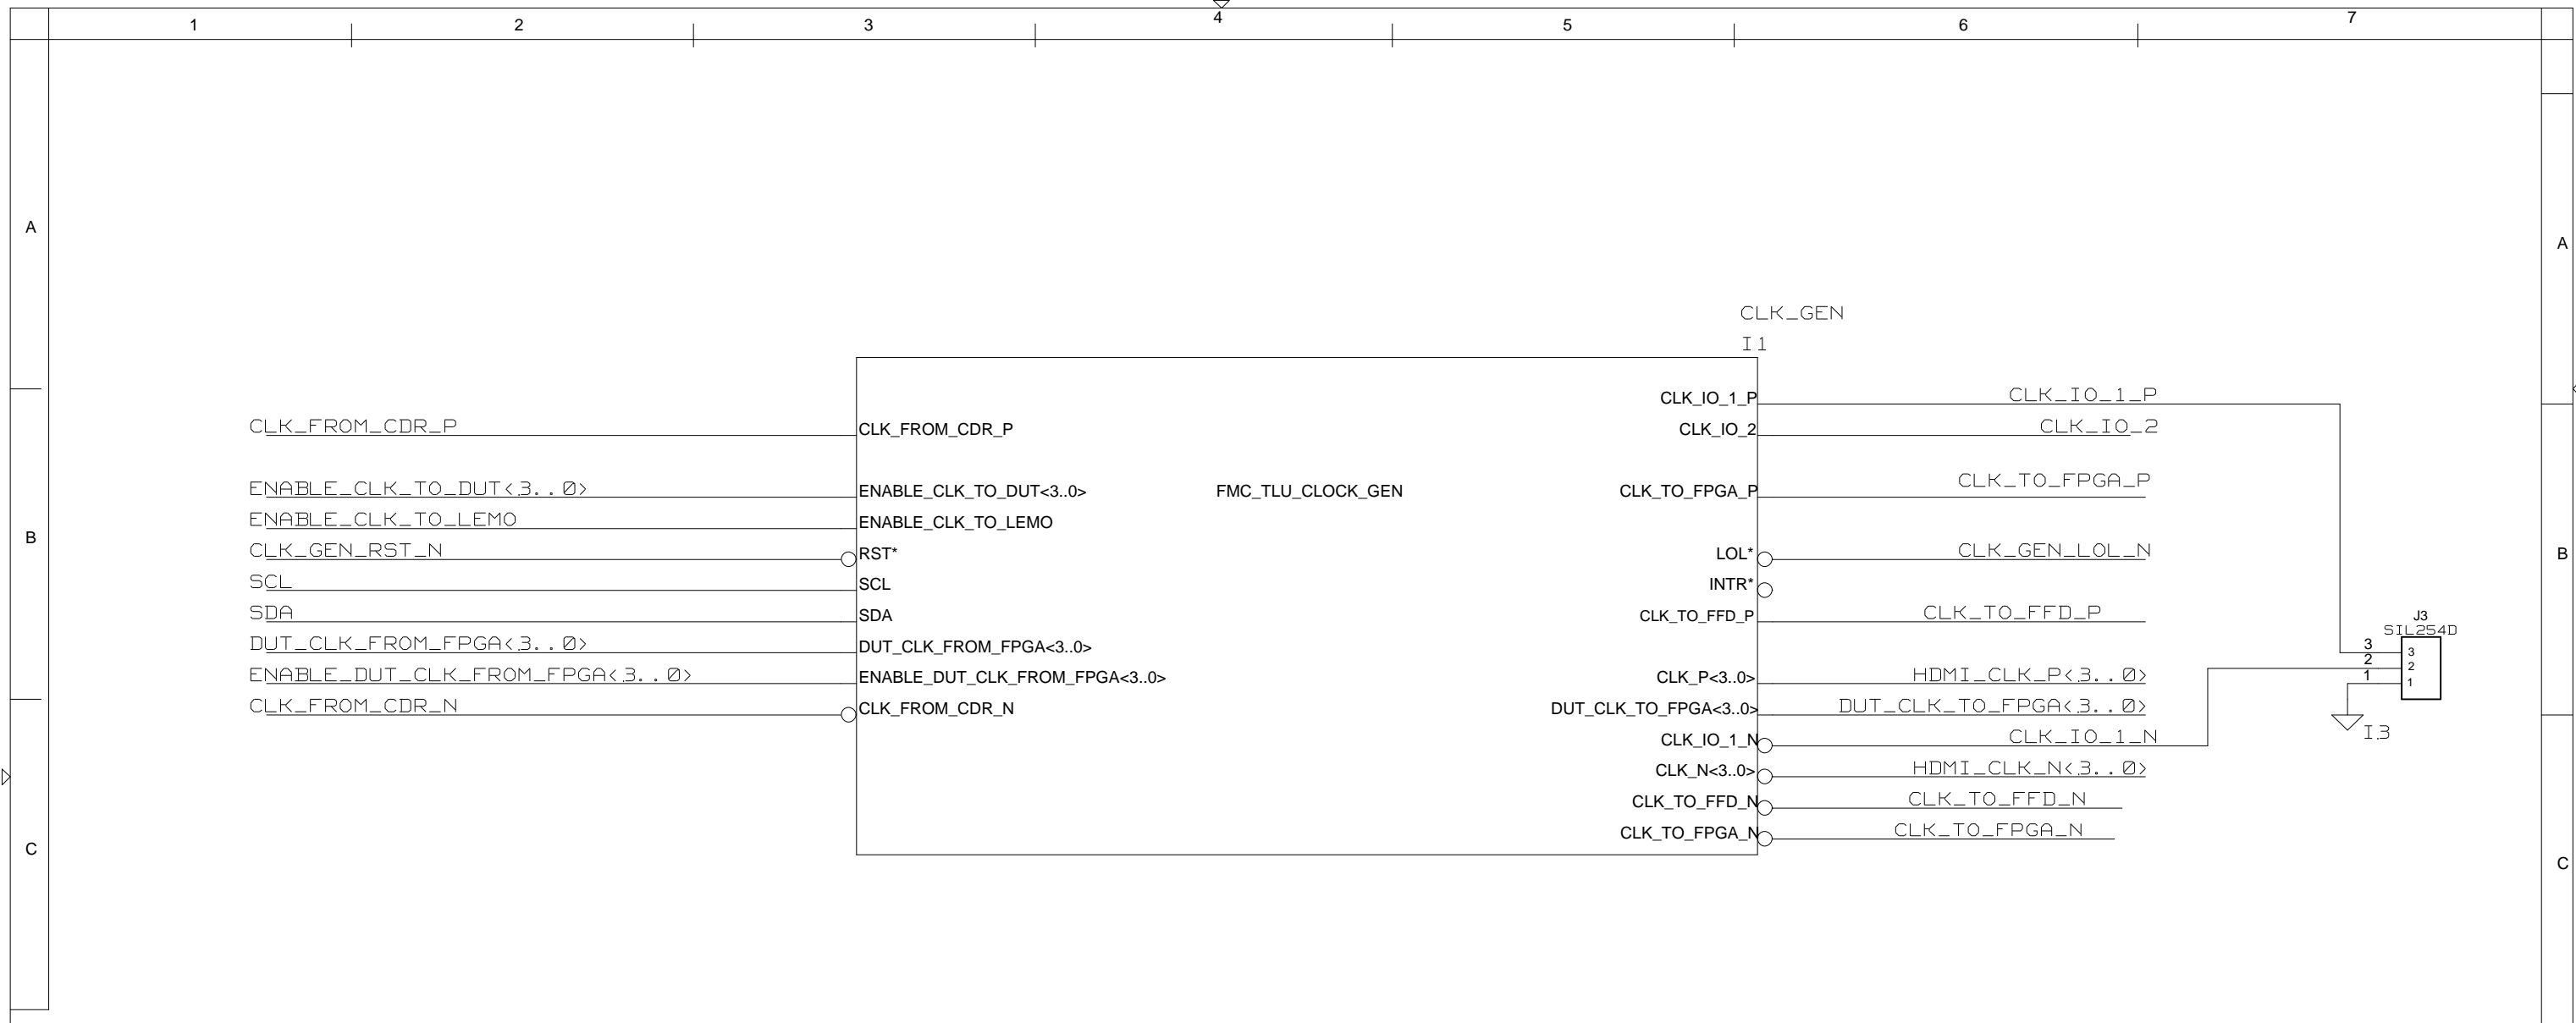 1 2 3 4 5 6 7
A A
CLK_GEN
I1
CLK_IO_1_P CLK_IO_1_P
CLK_FROM_CDR_P CLK_FROM_CDR_P CLK_IO_2 CLK_IO_2
ENABLE_CLK_TO_DUT<3..0> ENABLE_CLK_TO_DUT<3..0> FMC_TLU_CLOCK_GEN CLK_TO_FPGA_P CLK_TO_FPGA_P
ENABLE_CLK_TO_LEMO ENABLE_CLK_TO_LEMO
B B
CLK_GEN_RST_N RST* LOL* CLK_GEN_LOL_N
SCL SCL INTR*
SDA SDA CLK_TO_FFD_P CLK_TO_FFD_P
J3
SIL254D
DUT_CLK_FROM_FPGA<3..0> DUT_CLK_FROM_FPGA<3..0>
3 3
2 2
1 1
ENABLE_DUT_CLK_FROM_FPGA<3..0> ENABLE_DUT_CLK_FROM_FPGA<3..0> CLK_P<3..0> HDMI_CLK_P<3..0>
CLK_FROM_CDR_N CLK_FROM_CDR_N DUT_CLK_TO_FPGA<3..0> DUT_CLK_TO_FPGA<3..0>
CLK_IO_1_N CLK_IO_1_N I3
CLK_N<3..0> HDMI_CLK_N<3..0>
CLK_TO_FFD_N CLK_TO_FFD_N
CLK_TO_FPGA_N CLK_TO_FPGA_N
C C